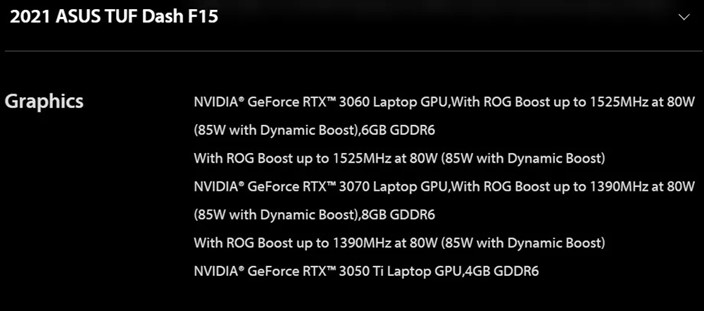 2021 ASUS TUF Dash F15
Graphics
NVIDIA® GeForce RTX™ 3060 Laptop GPU,With ROG Boost up to 1525MHz at 80W
(85W with Dynamic Boost),6GB GDDR6
With ROG Boost up to 1525MHz at 80W (85W with Dynamic Boost)
NVIDIA® GeForce RTX™ 3070 Laptop GPU,With ROG Boost up to 1390MHz at 80W
(85W with Dynamic Boost),8GB GDDR6
With ROG Boost up to 1390MHz at 80W (85W with Dynamic Boost)
NVIDIA® GeForce RTX™ 3050 Ti Laptop GPU,4GB GDDR6